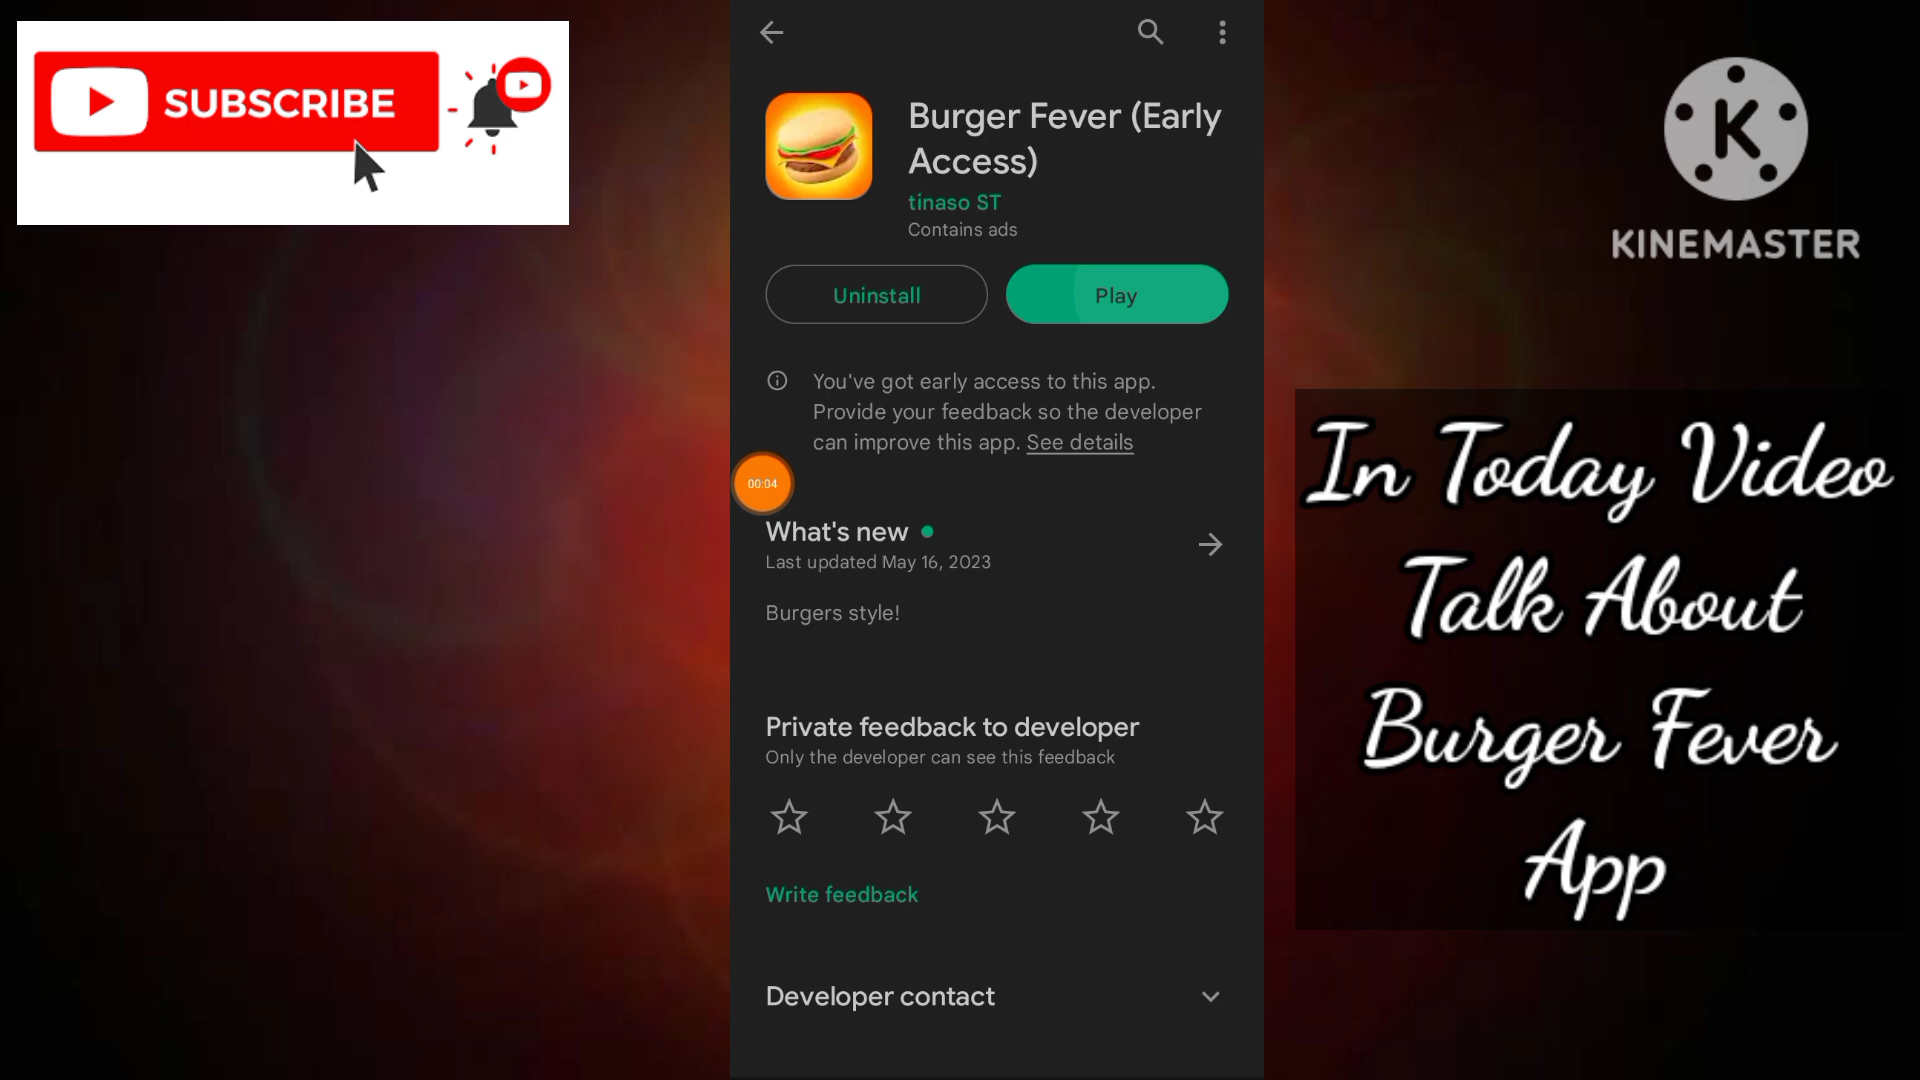 SUBSCRIBE
Burger Fever (Early
Access)
tinaso ST
Contains ads
Uninstall
Play
You've got early access to this app.
Provide your feedback so the developer
can improve this app. See details
00:04
What's new
Last updated May 16, 2023
Burgers style!
Private feedback to developer
Only the developer can see this feedback
Write feedback
Developer contact
K
KINEMASTER
In Today Video
Talk About
Burger Fever
App